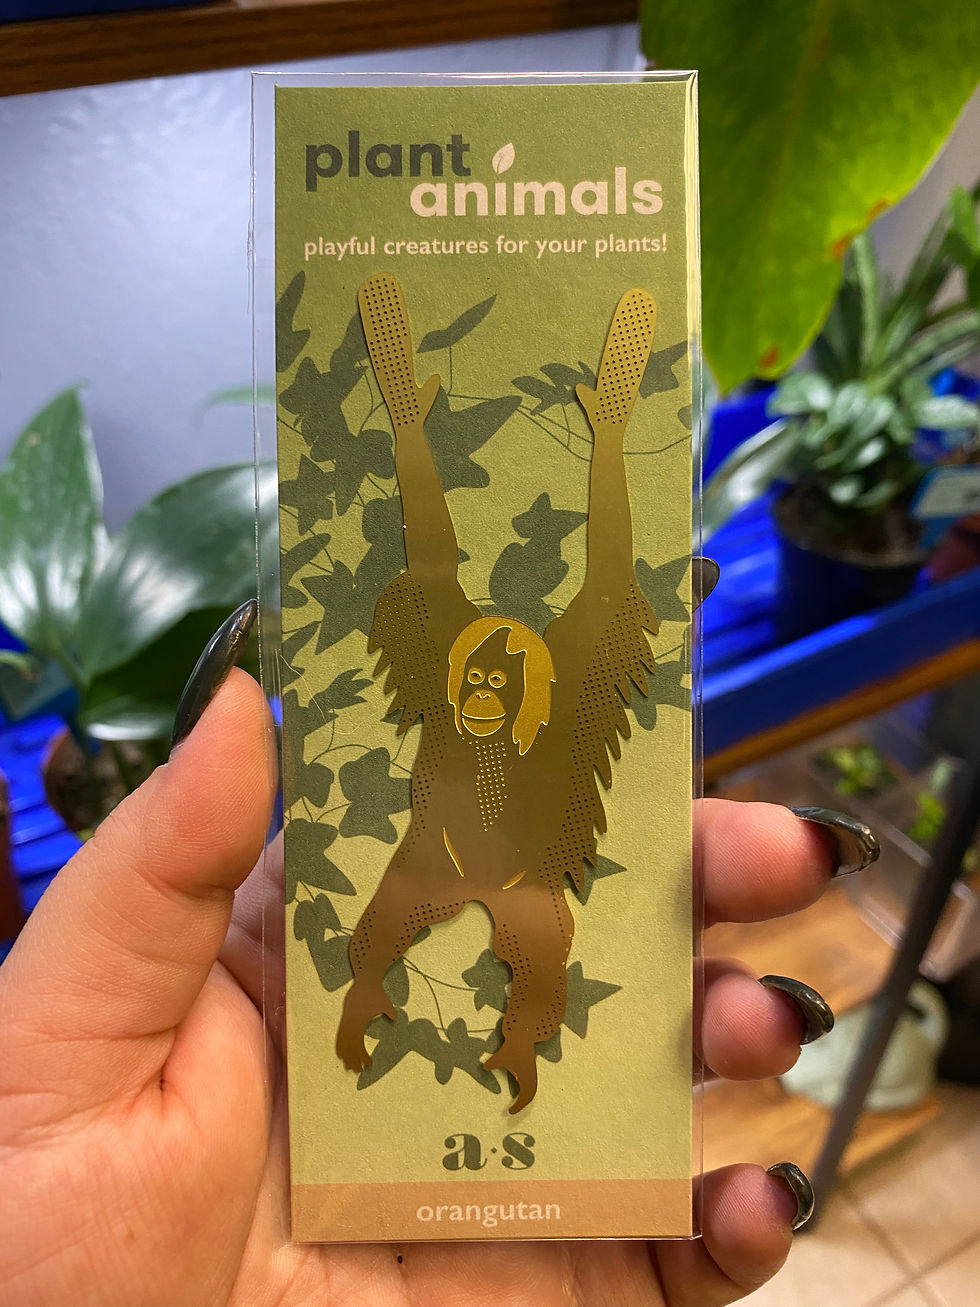 plant
animals
playful creatures for your plants!
a·s
orangutan